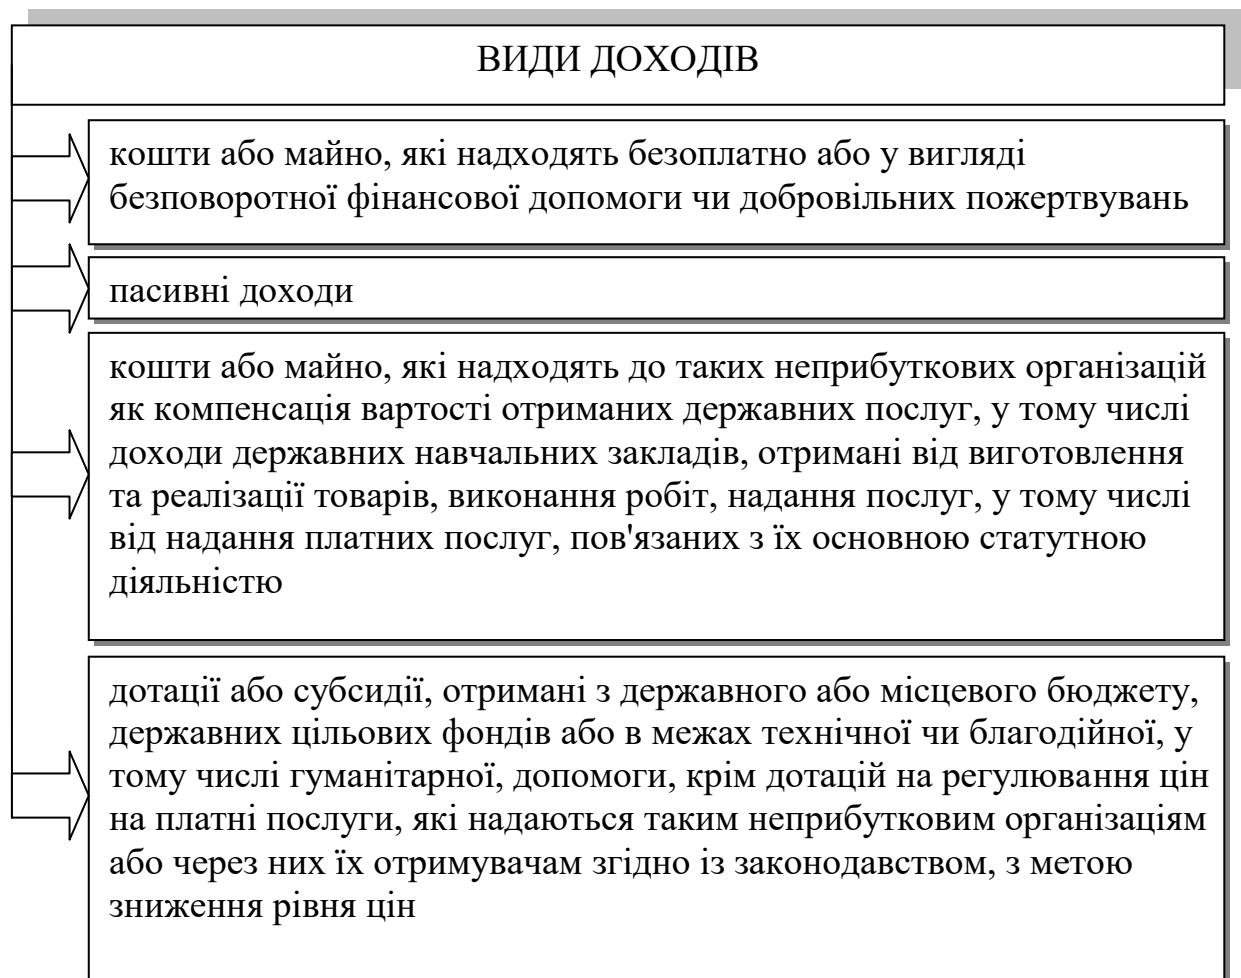 ВИДИ ДОХОДІВ
кошти або майно, які надходять безоплатно або у вигляді
безповоротної фінансової допомоги чи добровільних пожертвувань
пасивні доходи
кошти або майно, які надходять до таких неприбуткових організацій
як компенсація вартості отриманих державних послуг, у тому числі
доходи державних навчальних закладів, отримані від виготовлення
та реалізації товарів, виконання робіт, надання послуг, у тому числі
від надання платних послуг, пов'язаних з їх основною статутною
діяльністю
дотації або субсидії, отримані з державного або місцевого бюджету,
державних цільових фондів або в межах технічної чи благодійної, у
тому числі гуманітарної, допомоги, крім дотацій на регулювання цін
на платні послуги, які надаються таким неприбутковим організаціям
або через них їх отримувачам згідно із законодавством, з метою
зниження рівня цін